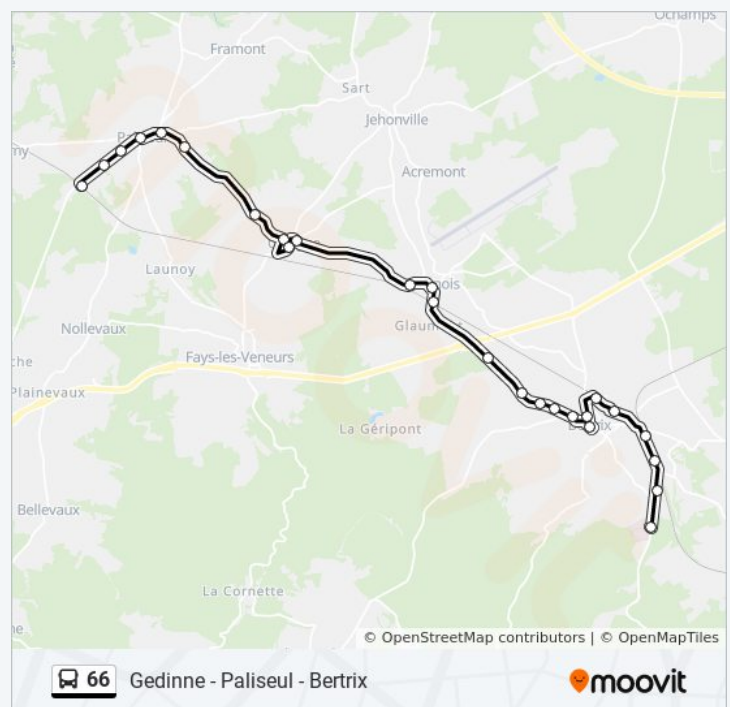 Ochamps
Framont
Sart
Jehonville
Acremont
Launoy
Nollevaux
Fays-les-Veneurs
Plainevaux
La Géripont
Bellevaux
La Cornette
© OpenStreetMap contributors | © OpenMapTiles
66 Gedinne - Paliseul - Bertrix
moovit